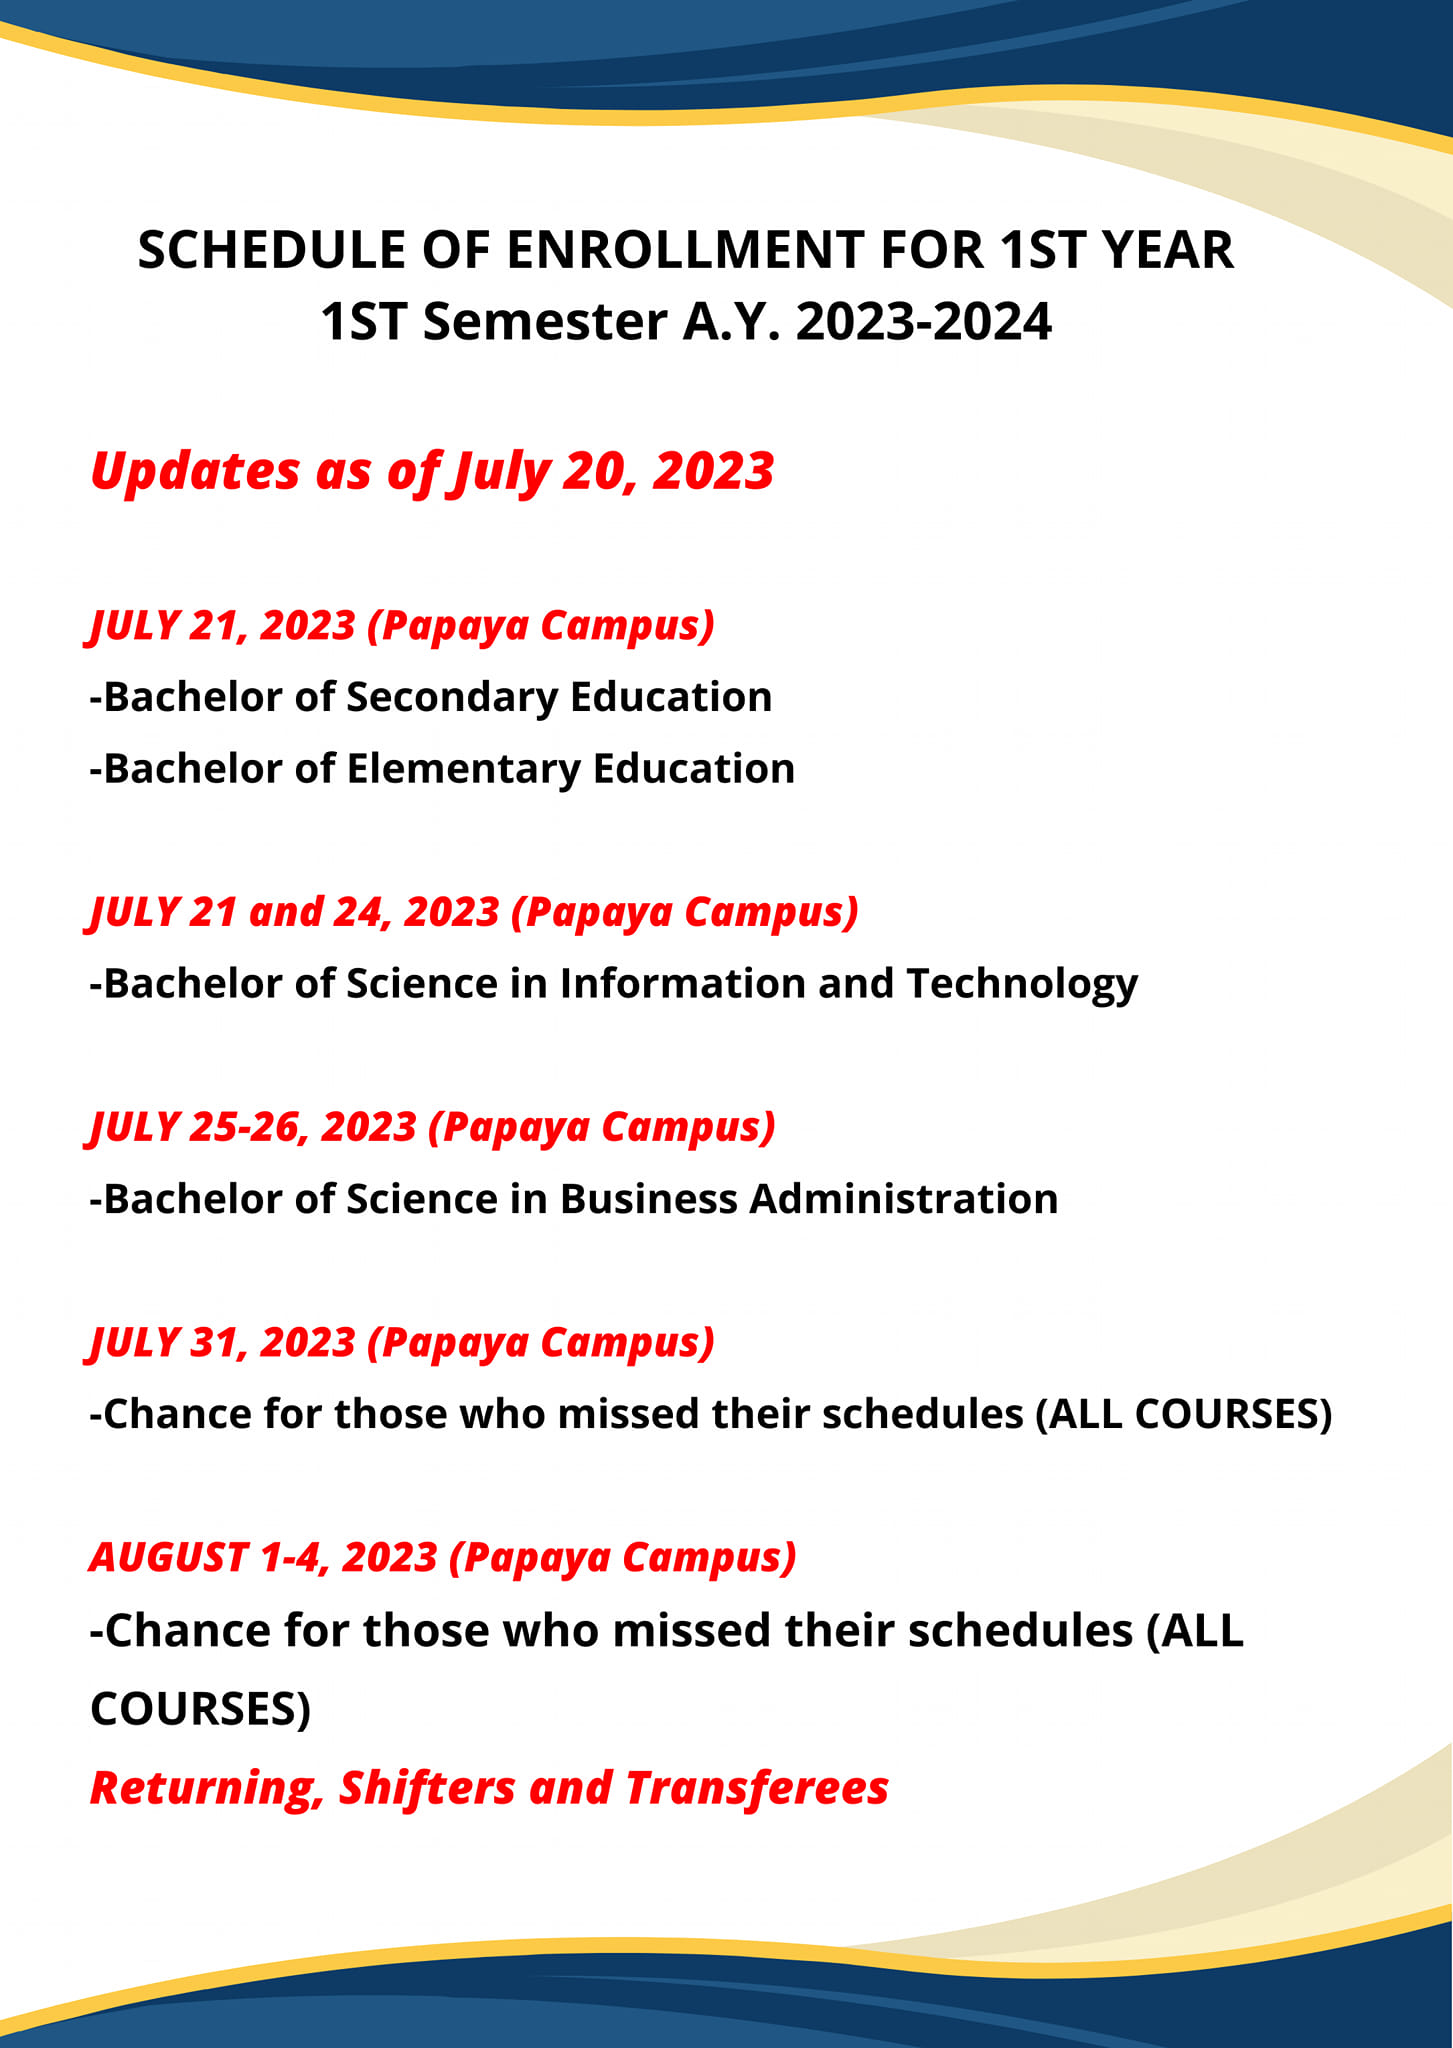 SCHEDULE OF ENROLLMENT FOR 1ST YEAR
1ST Semester A.Y. 2023-2024
Updates as of July 20, 2023
JULY 21, 2023 (Papaya Campus)
-Bachelor of Secondary Education
-Bachelor of Elementary Education
JULY 21 and 24, 2023 (Papaya Campus)
-Bachelor of Science in Information and Technology
JULY 25-26, 2023 (Papaya Campus)
-Bachelor of Science in Business Administration
JULY 31, 2023 (Papaya Campus)
-Chance for those who missed their schedules (ALL COURSES)
AUGUST 1-4, 2023 (Papaya Campus)
-Chance for those who missed their schedules (ALL
COURSES)
Returning, Shifters and Transferees